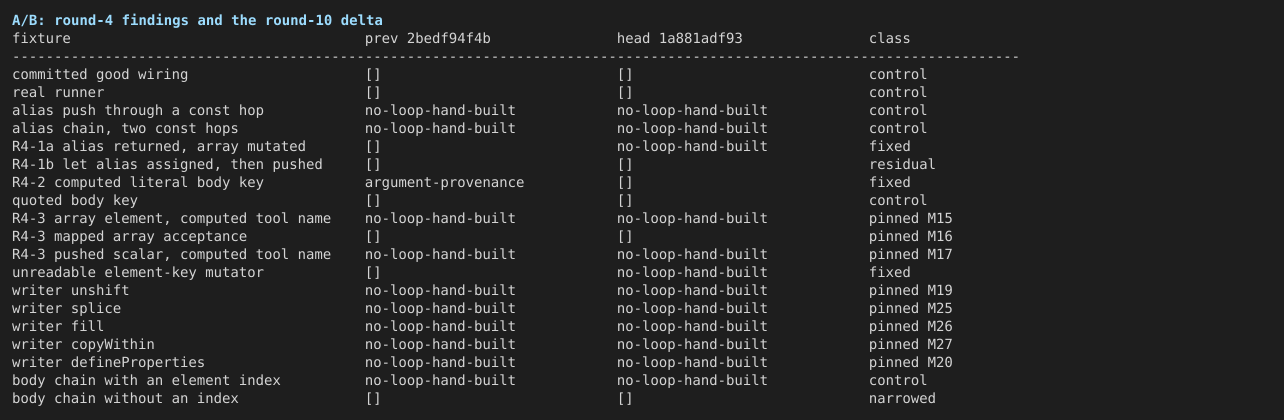 A/B: round-4 findings and the round-10 delta
fixture prev 2bedf94f4b head 1a881adf93 class
------------------------------------------------------------------------------------------------------------------------
committed good wiring [] [] control
real runner [] [] control
alias push through a const hop no-loop-hand-built no-loop-hand-built control
alias chain, two const hops no-loop-hand-built no-loop-hand-built control
R4-1a alias returned, array mutated [] no-loop-hand-built fixed
R4-1b let alias assigned, then pushed [] [] residual
R4-2 computed literal body key argument-provenance [] fixed
quoted body key [] [] control
R4-3 array element, computed tool name no-loop-hand-built no-loop-hand-built pinned M15
R4-3 mapped array acceptance [] [] pinned M16
R4-3 pushed scalar, computed tool name no-loop-hand-built no-loop-hand-built pinned M17
unreadable element-key mutator [] no-loop-hand-built fixed
writer unshift no-loop-hand-built no-loop-hand-built pinned M19
writer splice no-loop-hand-built no-loop-hand-built pinned M25
writer fill no-loop-hand-built no-loop-hand-built pinned M26
writer copyWithin no-loop-hand-built no-loop-hand-built pinned M27
writer defineProperties no-loop-hand-built no-loop-hand-built pinned M20
body chain with an element index no-loop-hand-built no-loop-hand-built control
body chain without an index [] [] narrowed